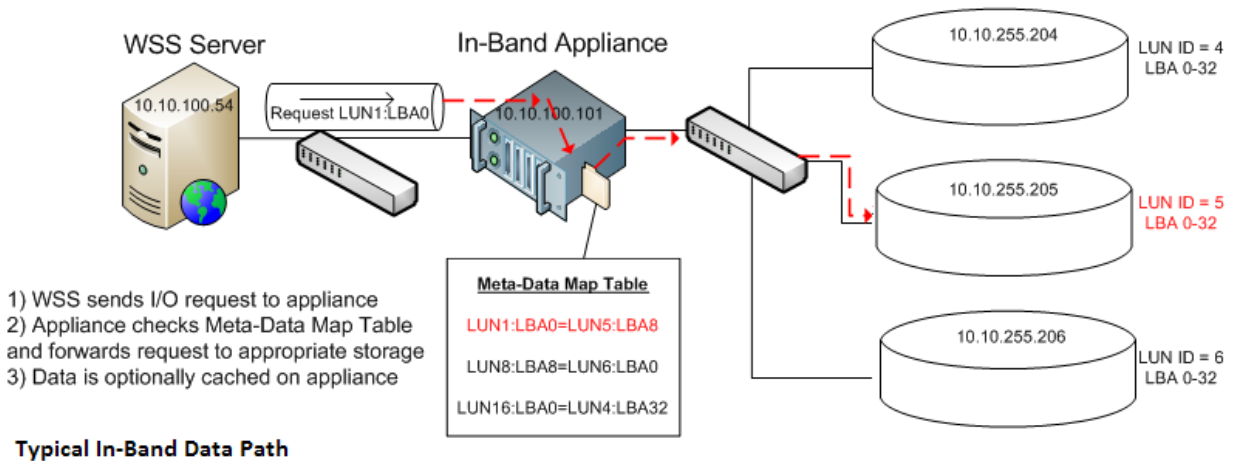 WSS Server
10.10.100.54
Request LUN1:LBA0
In-Band Appliance
10.10.100.101
10.10.255.204
LUN ID = 4
LBA 0-32
10.10.255.205
LUN ID = 5
LBA 0-32
10.10.255.206
LUN ID = 6
LBA 0-32
Meta-Data Map Table
LUN1:LBA0=LUN5:LBA8
LUN8:LBA8=LUN6:LBA0
LUN16:LBA0=LUN4:LBA32
1) WSS sends I/O request to appliance
2) Appliance checks Meta-Data Map Table
and forwards request to appropriate storage
3) Data is optionally cached on appliance
Typical In-Band Data Path